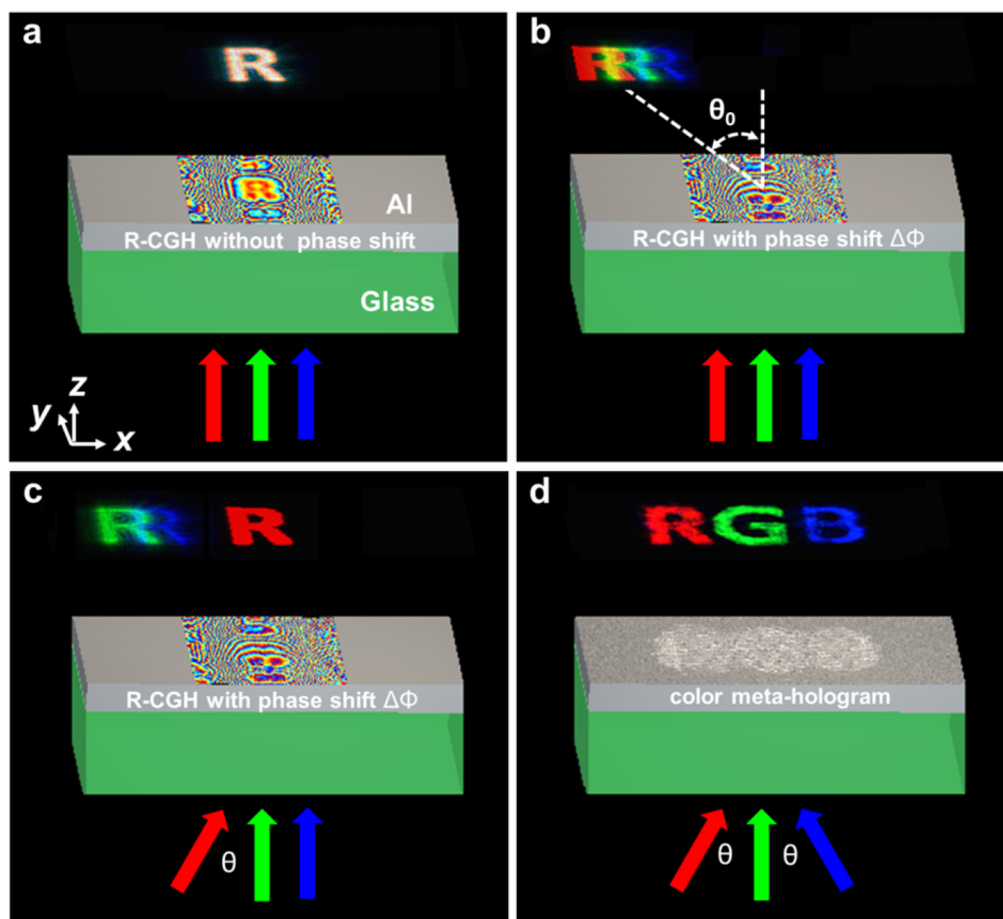 a
R
Al
R-CGH without phase shift
Glass
z
y
x
b
RRRR
θ0
R-CGH with phase shift ΔΦ
c
RR R
R-CGH with phase shift ΔΦ
θ
d
RGB
color meta-hologram
θ θ